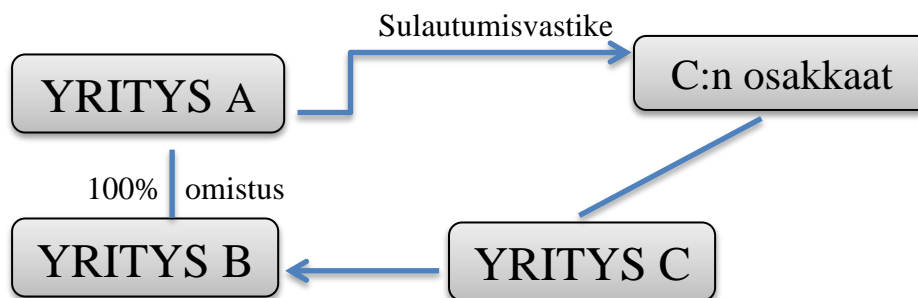 Sulautumisvastike
YRITYS A
C:n osakkaat
100% omistus
YRITYS B
YRITYS C